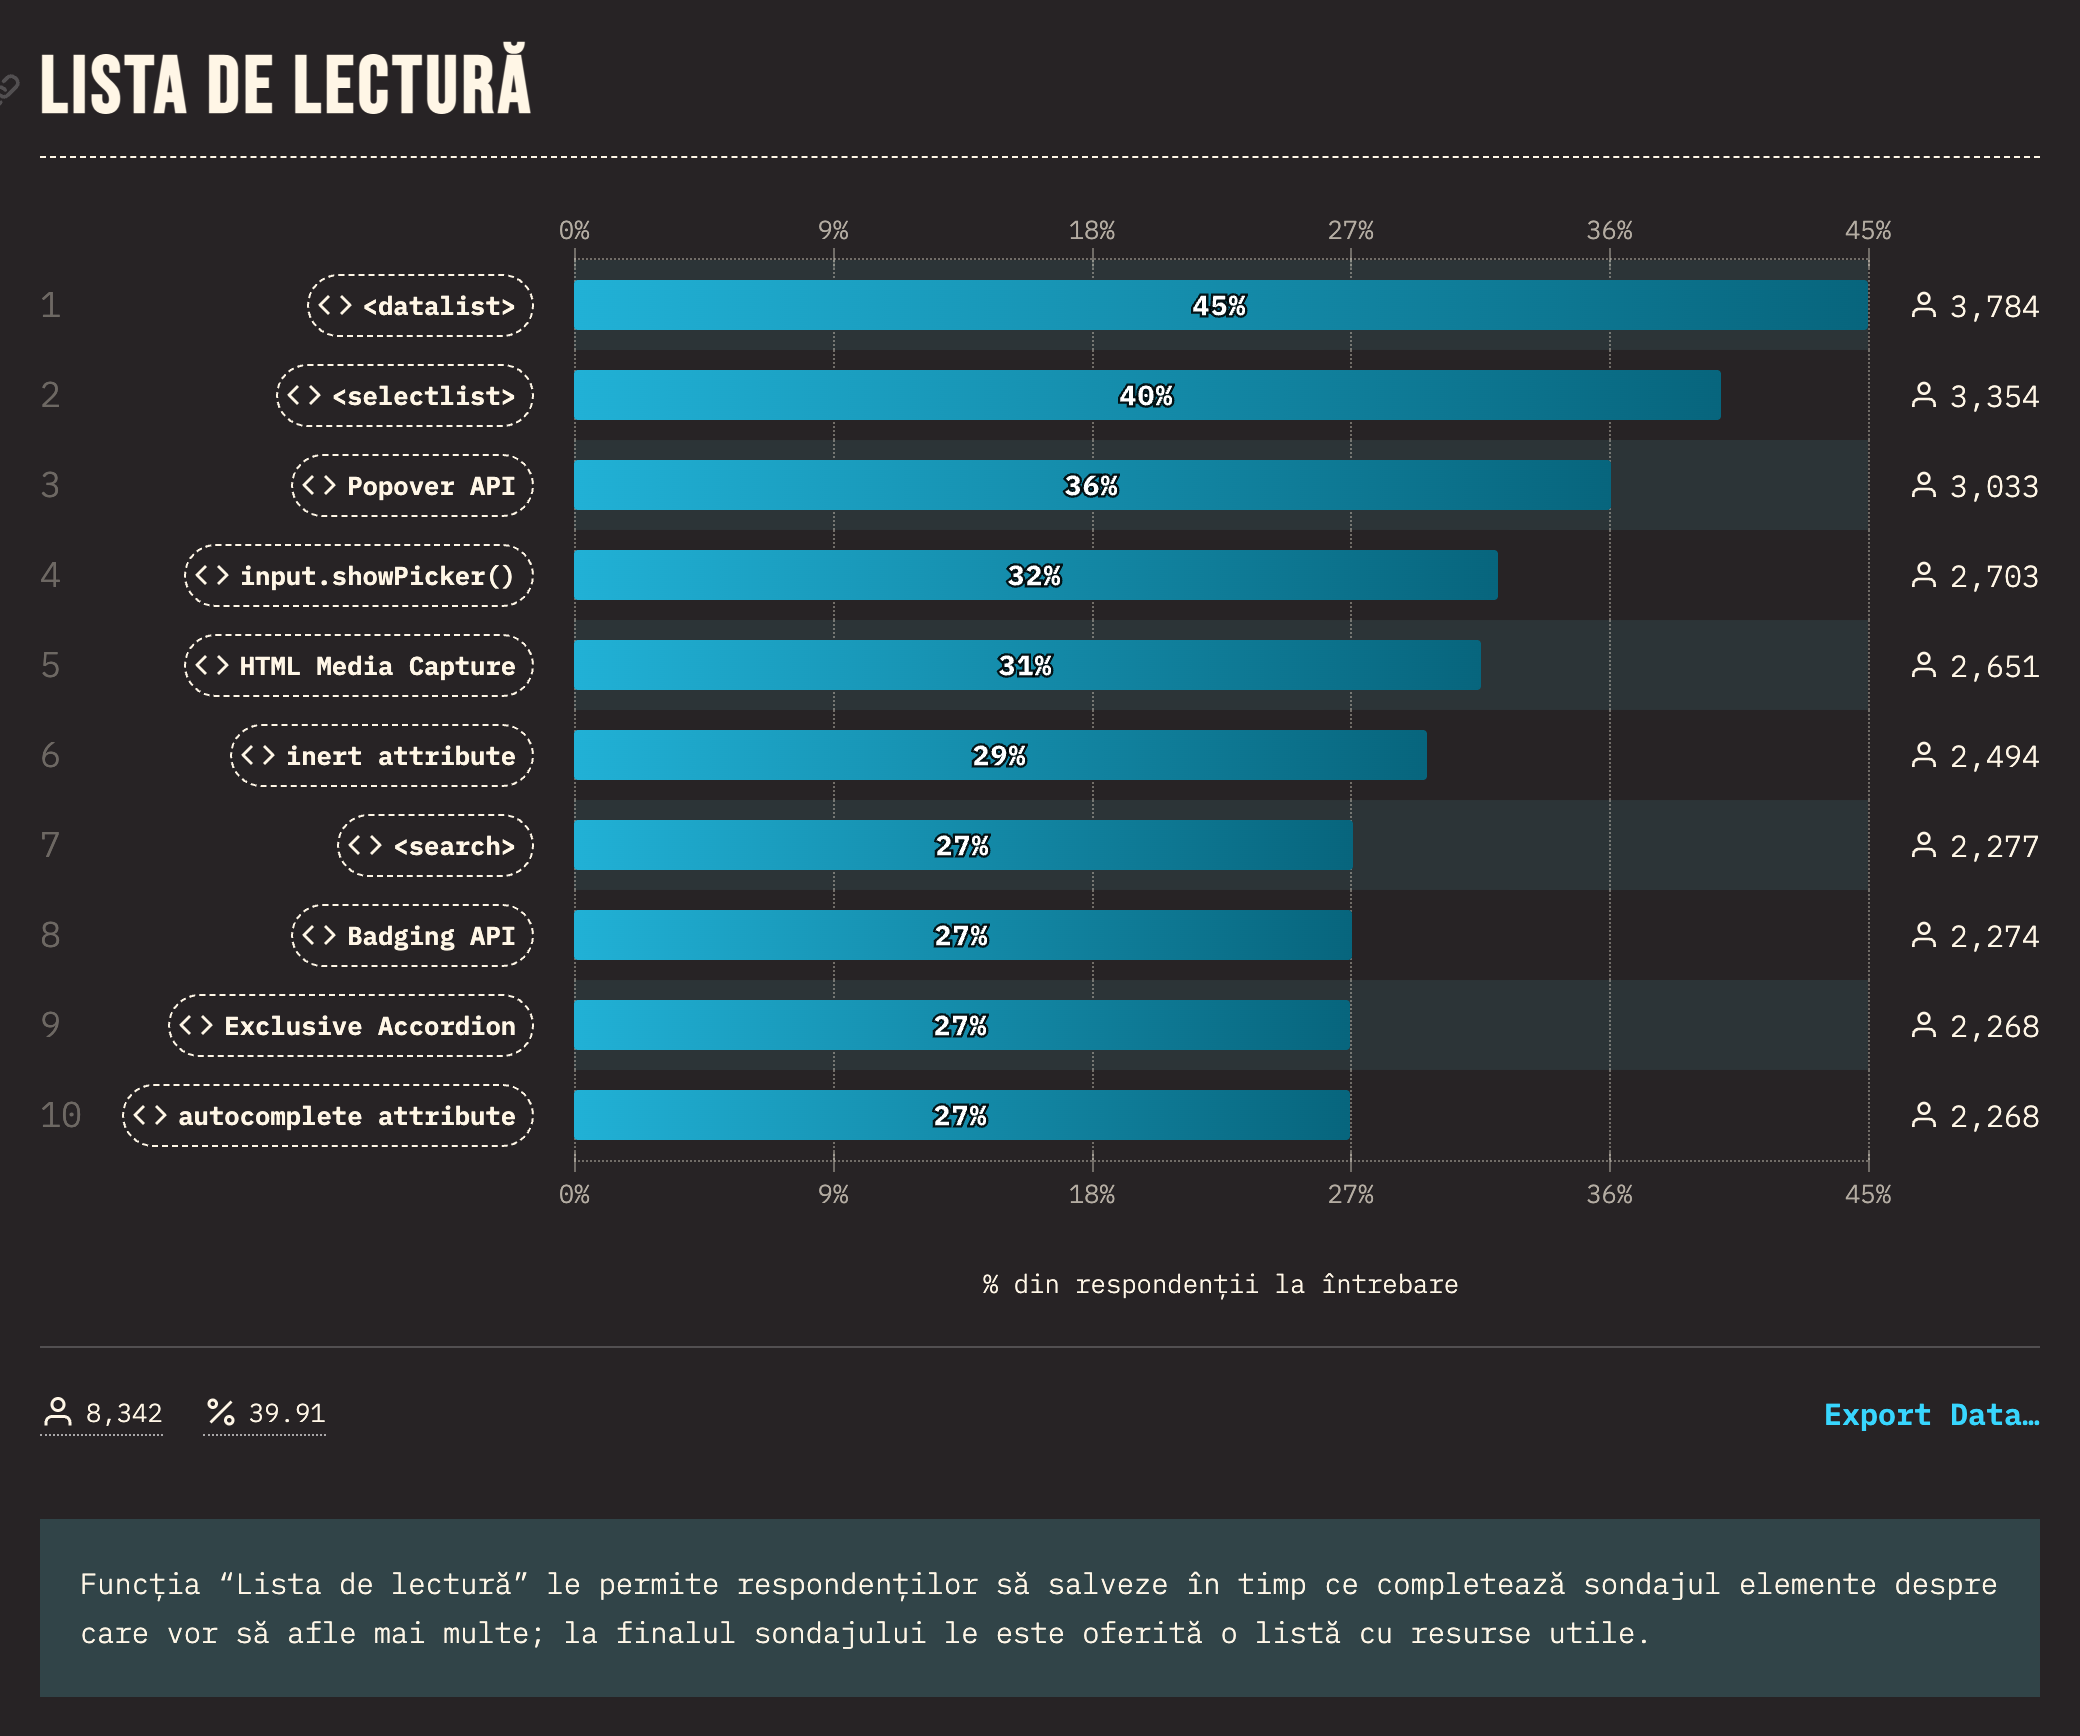 LISTA DE LECTURĂ
0% 9% 18% 27% 36% 45%
1 <> <datalist> 45% 3,784
2 <> <selectlist> 40% 3,354
3 <> Popover API 36% 3,033
4 <> input.showPicker() 32% 2,703
5 <> HTML Media Capture 31% 2,651
6 <> inert attribute 29% 2,494
7 <> <search> 27% 2,277
8 <> Badging API 27% 2,274
9 <> Exclusive Accordion 27% 2,268
10 <> autocomplete attribute 27% 2,268
0% 9% 18% 27% 36% 45%
% din respondenții la întrebare
8,342 % 39.91 Export Data…
Funcția “Lista de lectură” le permite respondenților să salveze în timp ce completează sondajul elemente despre
care vor să afle mai multe; la finalul sondajului le este oferită o listă cu resurse utile.